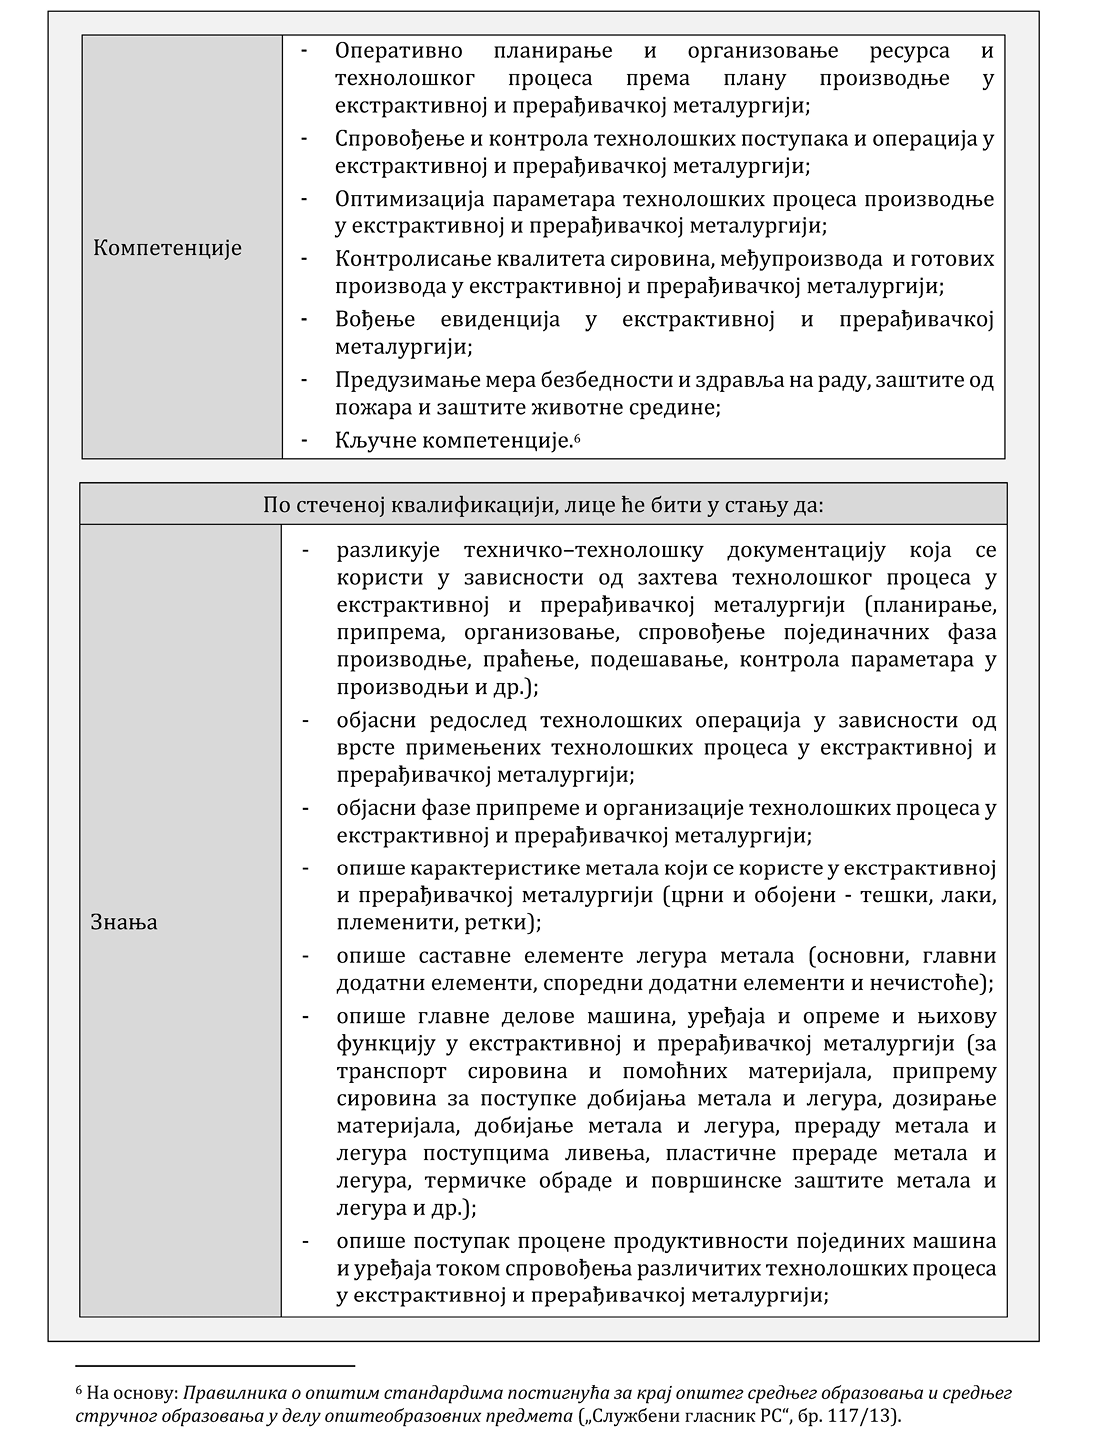 Компетенције
- Оперативно планирање и организовање ресурса и
технолошког процеса према плану производње у
екстрактивној и прерађивачкој металургији;
- Спровођење и контрола технолошких поступака и операција у
екстрактивној и прерађивачкој металургији;
- Оптимизација параметара технолошких процеса производње
у екстрактивној и прерађивачкој металургији;
- Контролисање квалитета сировина, међупроизвода и готових
производа у екстрактивној и прерађивачкој металургији;
- Вођење евиденција у екстрактивној и прерађивачкој
металургији;
- Предузимање мера безбедности и здравља на раду, заштите од
пожара и заштите животне средине;
- Кључне компетенције.⁶
По стеченој квалификацији, лице ће бити у стању да:
Знања
- разликује техничко–технолошку документацију која се
користи у зависности од захтева технолошког процеса у
екстрактивној и прерађивачкој металургији (планирање,
припрема, организовање, спровођење појединачних фаза
производње, праћење, подешавање, контрола параметара у
производњи и др.);
- објасни редослед технолошких операција у зависности од
врсте примењених технолошких процеса у екстрактивној и
прерађивачкој металургији;
- објасни фазе припреме и организације технолошких процеса у
екстрактивној и прерађивачкој металургији;
- опише карактеристике метала који се користе у екстрактивној
и прерађивачкој металургији (црни и обојени - тешки, лаки,
племенити, ретки);
- опише саставне елементе легура метала (основни, главни
додатни елементи, споредни додатни елементи и нечистоће);
- опише главне делове машина, уређаја и опреме и њихову
функцију у екстрактивној и прерађивачкој металургији (за
транспорт сировина и помоћних материјала, припрему
сировина за поступке добијања метала и легура, дозирање
материјала, добијање метала и легура, прераду метала и
легура поступцима ливења, пластичне прераде метала и
легура, термичке обраде и површинске заштите метала и
легура и др.);
- опише поступак процене продуктивности појединих машина
и уређаја током спровођења различитих технолошких процеса
у екстрактивној и прерађивачкој металургији;
⁶ На основу: Правилника о општим стандардима постигнућа за крај општег средњег образовања и средњег
стручног образовања у делу општеобразовних предмета („Службени гласник РС“, бр. 117/13).